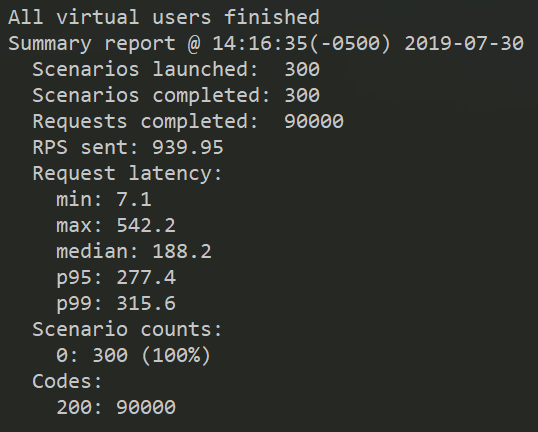 All virtual users finished
Summary report @ 14:16:35(-0500) 2019-07-30
  Scenarios launched:  300
  Scenarios completed: 300
  Requests completed:  90000
  RPS sent: 939.95
  Request latency:
    min: 7.1
    max: 542.2
    median: 188.2
    p95: 277.4
    p99: 315.6
  Scenario counts:
    0: 300 (100%)
  Codes:
    200: 90000